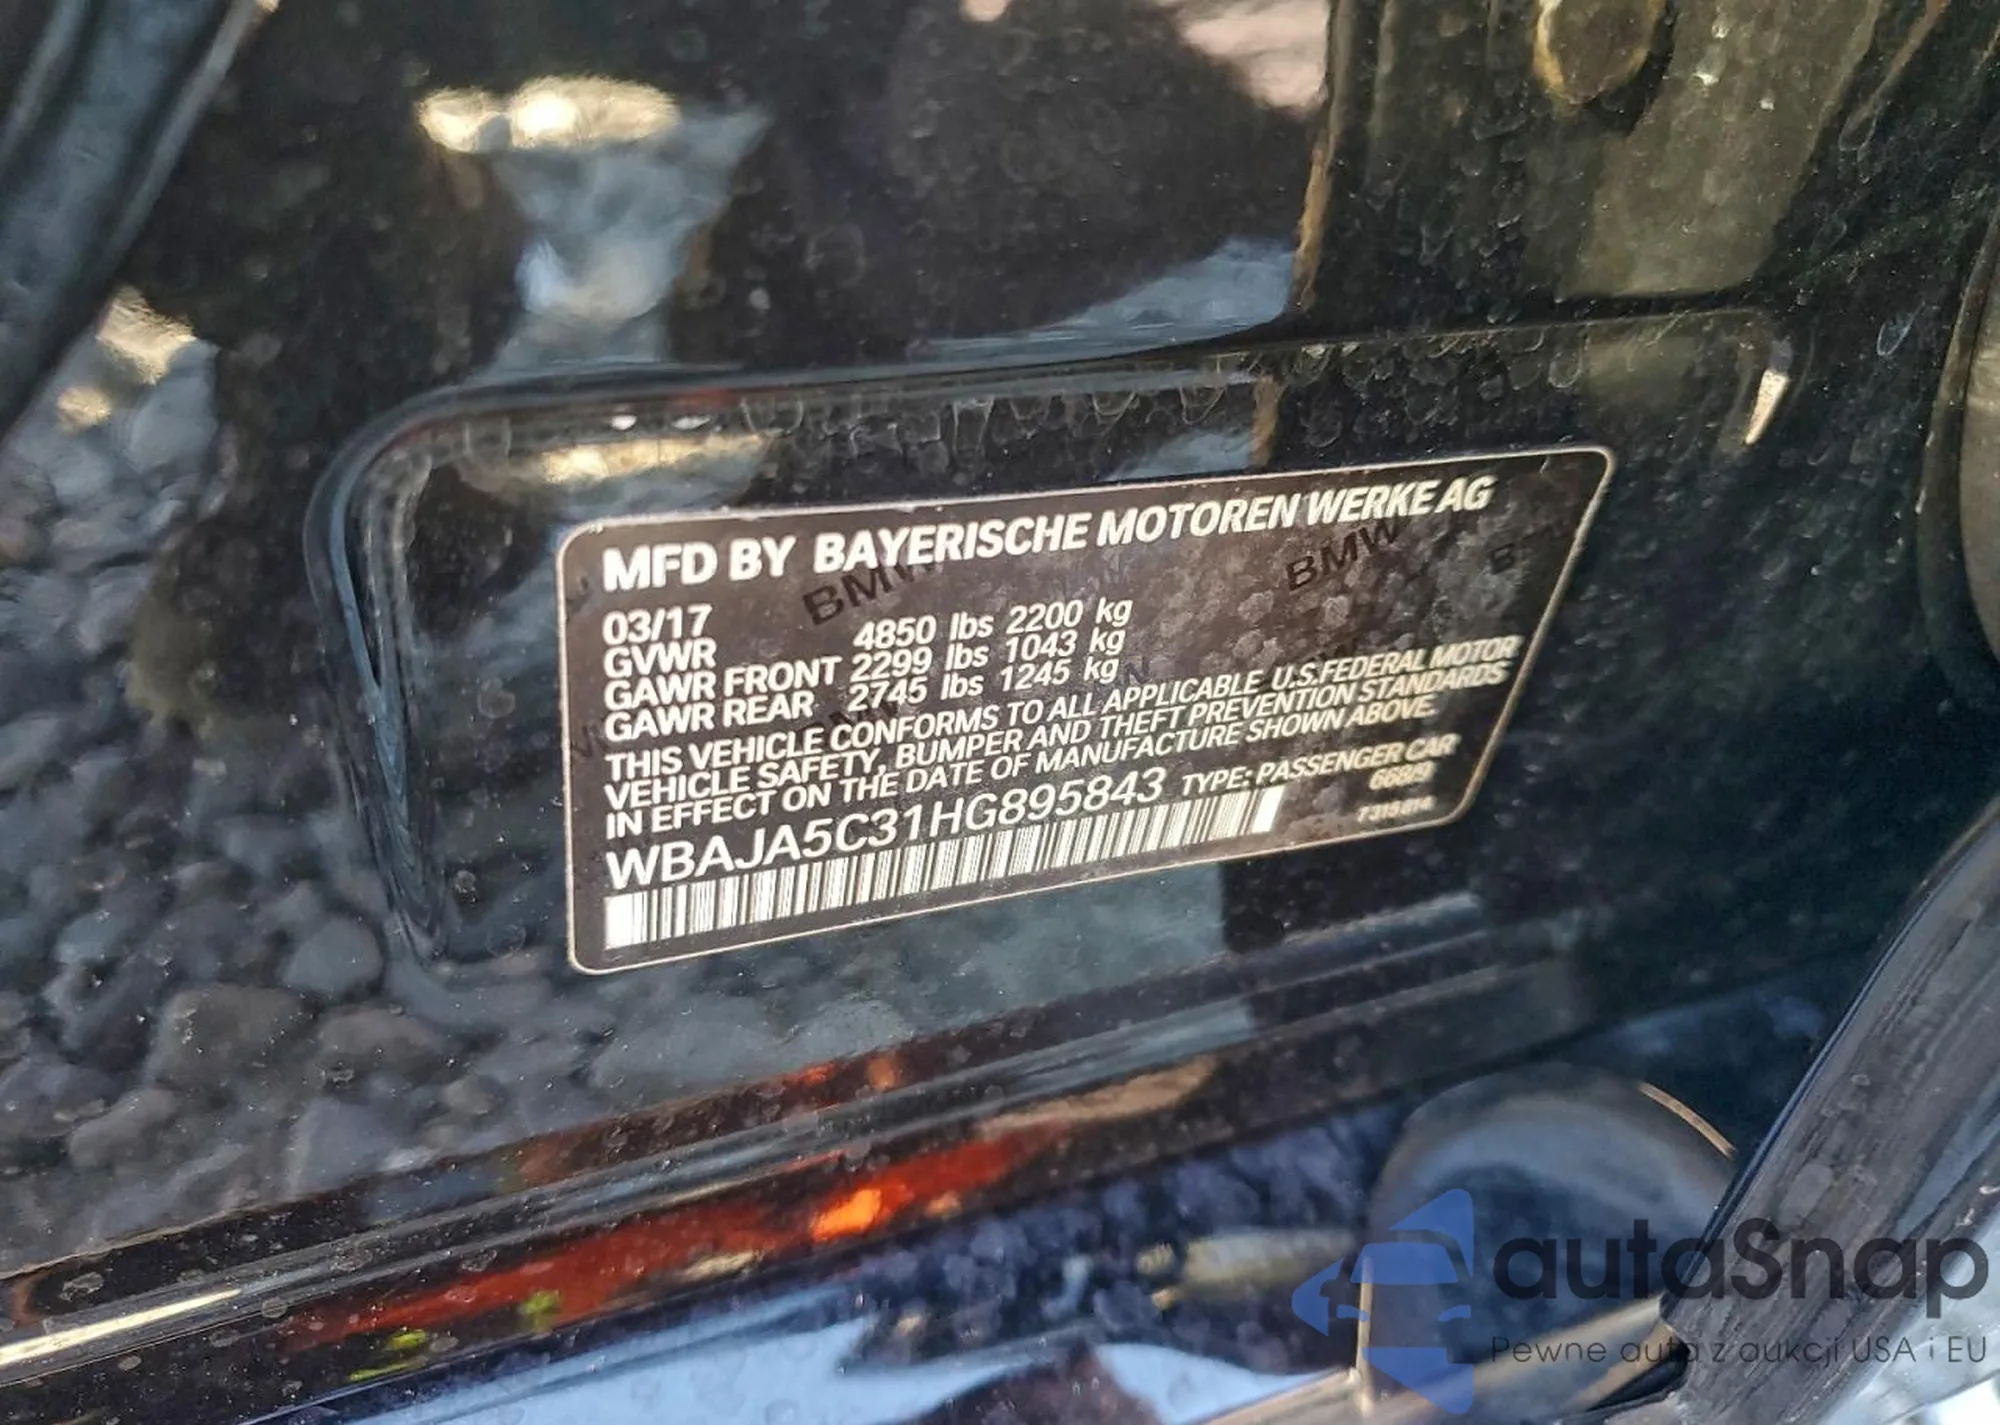 MFD BY BAYERISCHE MOTOREN WERKE AG
03/17
GVWR 4850 lbs 2200 kg
GAWR FRONT 2299 lbs 1043 kg
GAWR REAR 2745 lbs 1245 kg
THIS VEHICLE CONFORMS TO ALL APPLICABLE U.S.FEDERAL MOTOR
VEHICLE SAFETY, BUMPER AND THEFT PREVENTION STANDARDS
IN EFFECT ON THE DATE OF MANUFACTURE SHOWN ABOVE.
WBAJA5C31HG895843 TYPE: PASSENGER CAR
BMW
BMW
autaSnap
Pewne auta z aukcji USA i EU